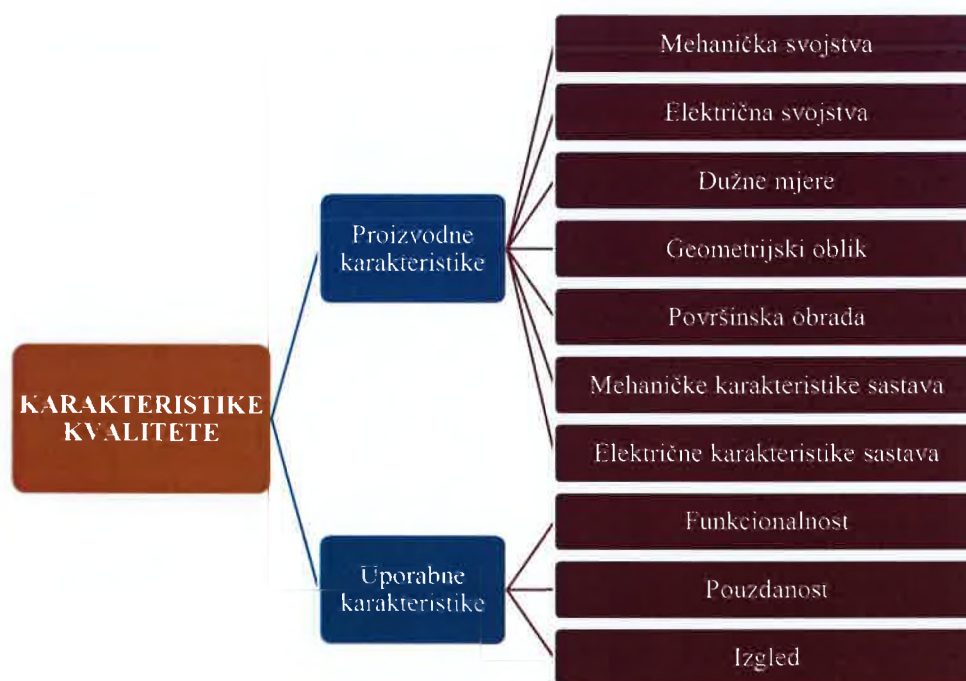 KARAKTERISTIKE
KVALITETE
Proizvodne
karakteristike
Mehanička svojstva
Električna svojstva
Dužne mjere
Geometrijski oblik
Površinska obrada
Mehaničke karakteristike sastava
Električne karakteristike sastava
Uporabne
karakteristike
Funkcionalnost
Pouzdanost
Izgled